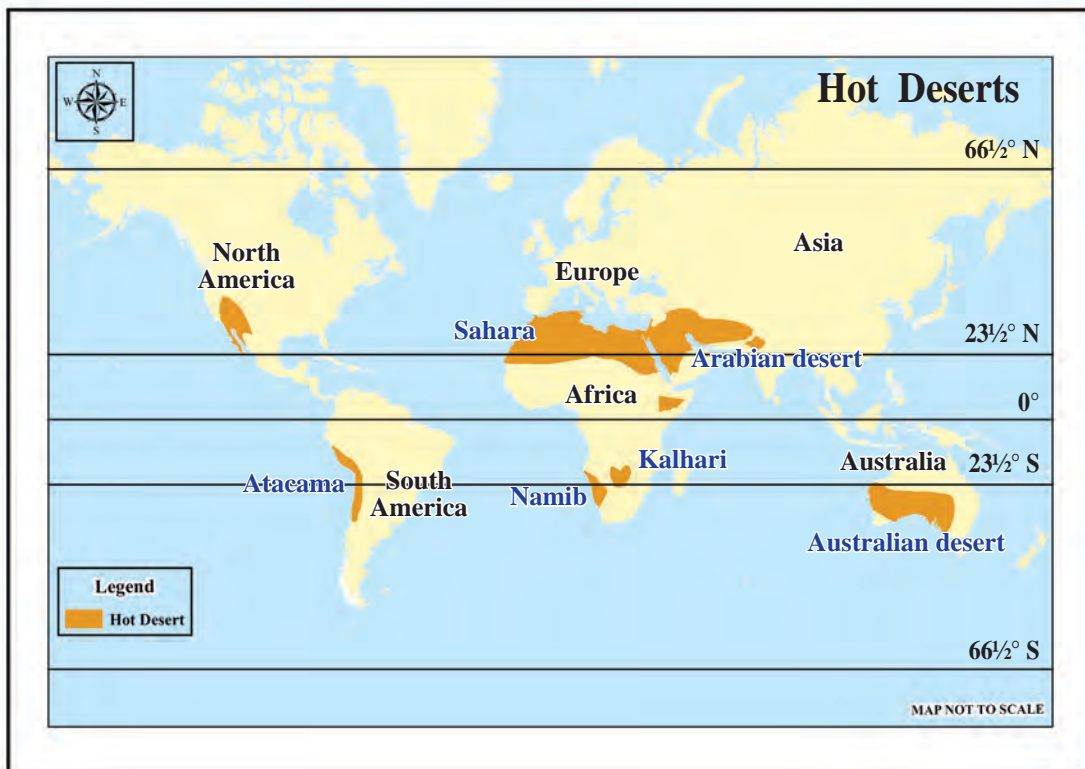 Hot Deserts
N
W E
S
66½° N
North
America
Asia
Europe
Sahara
23½° N
Arabian desert
Africa
0°
Kalhari
Australia
23½° S
Atacama
South
America
Namib
Australian desert
Legend
Hot Desert
66½° S
MAP NOT TO SCALE